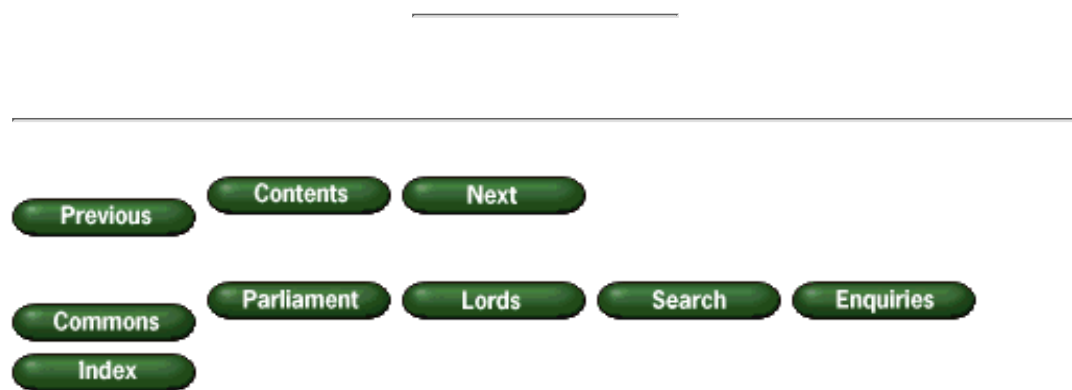 Previous Contents Next
Commons Parliament Lords Search Enquiries
Index